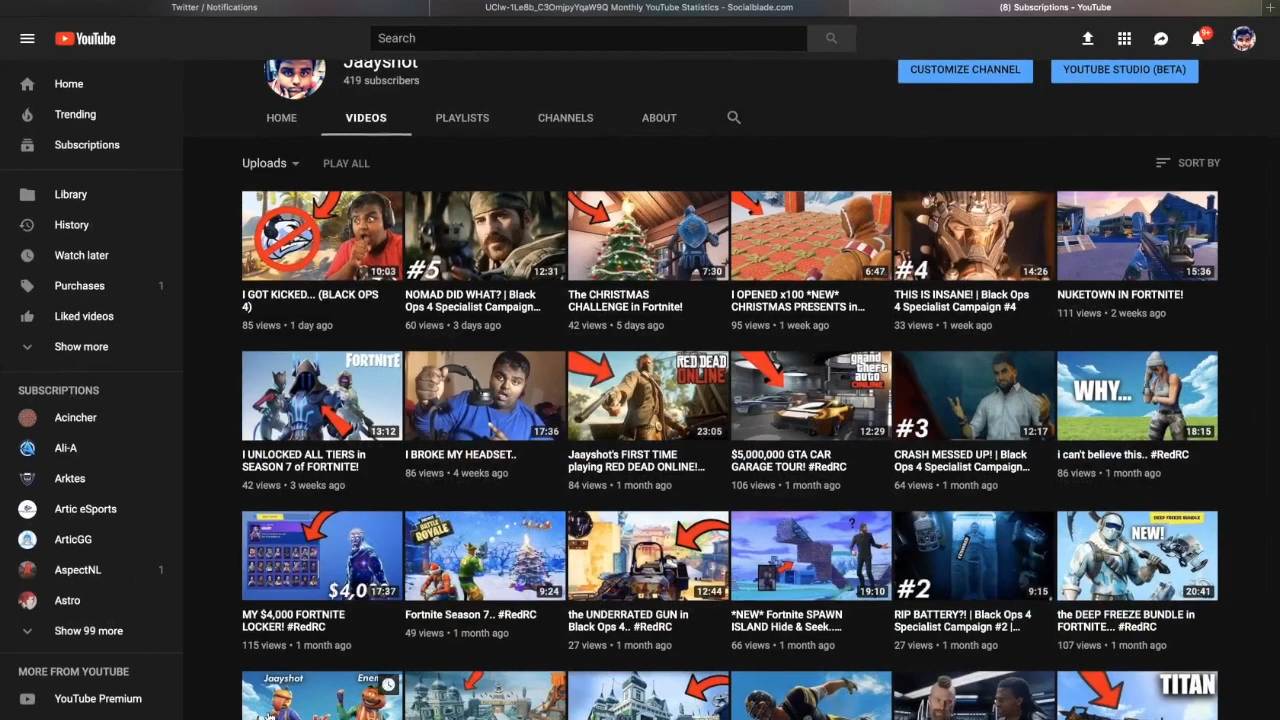 Twitter / Notifications
UClw-1Le8b_C3OmjpyYqaW9Q Monthly YouTube Statistics - Socialblade.com
(8) Subscriptions - YouTube
YouTube
Search
9+
Jaayshot
419 subscribers
CUSTOMIZE CHANNEL
YOUTUBE STUDIO (BETA)
HOME
VIDEOS
PLAYLISTS
CHANNELS
ABOUT
Uploads
PLAY ALL
SORT BY
Home
Trending
Subscriptions
Library
History
Watch later
Purchases 1
Liked videos
Show more
SUBSCRIPTIONS
Acincher
Ali-A
Arktes
Artic eSports
ArticGG
AspectNL 1
Astro
Show 99 more
MORE FROM YOUTUBE
YouTube Premium
10:03
I GOT KICKED... (BLACK OPS
4)
85 views • 1 day ago
#5
12:31
NOMAD DID WHAT? | Black
Ops 4 Specialist Campaign...
60 views • 3 days ago
7:30
The CHRISTMAS
CHALLENGE in Fortnite!
42 views • 5 days ago
6:47
I OPENED x100 *NEW*
CHRISTMAS PRESENTS in...
95 views • 1 week ago
#4
14:26
THIS IS INSANE! | Black Ops
4 Specialist Campaign #4
33 views • 1 week ago
15:36
NUKETOWN IN FORTNITE!
111 views • 2 weeks ago
FORTNITE
13:12
I UNLOCKED ALL TIERS in
SEASON 7 of FORTNITE!
42 views • 3 weeks ago
17:36
I BROKE MY HEADSET..
86 views • 4 weeks ago
RED DEAD
ONLINE
23:05
Jaayshot's FIRST TIME
playing RED DEAD ONLINE!...
84 views • 1 month ago
grand
theft
auto
ONLINE
12:29
$5,000,000 GTA CAR
GARAGE TOUR! #RedRC
106 views • 1 month ago
#3
12:17
CRASH MESSED UP! | Black
Ops 4 Specialist Campaign...
64 views • 1 month ago
WHY...
18:15
i can't believe this.. #RedRC
86 views • 1 month ago
$4,0
17:37
MY $4,000 FORTNITE
LOCKER! #RedRC
115 views • 1 month ago
FORTNITE
BATTLE
ROYALE
9:24
Fortnite Season 7.. #RedRC
49 views • 1 month ago
12:44
the UNDERRATED GUN in
Black Ops 4.. #RedRC
27 views • 1 month ago
?
19:10
*NEW* Fortnite SPAWN
ISLAND Hide & Seek....
66 views • 1 month ago
#2
9:15
RIP BATTERY?! | Black Ops 4
Specialist Campaign #2 |...
27 views • 1 month ago
DEEP FREEZE BUNDLE
NEW!
20:41
the DEEP FREEZE BUNDLE in
FORTNITE... #RedRC
107 views • 1 month ago
Jaayshot
Enem
TITAN